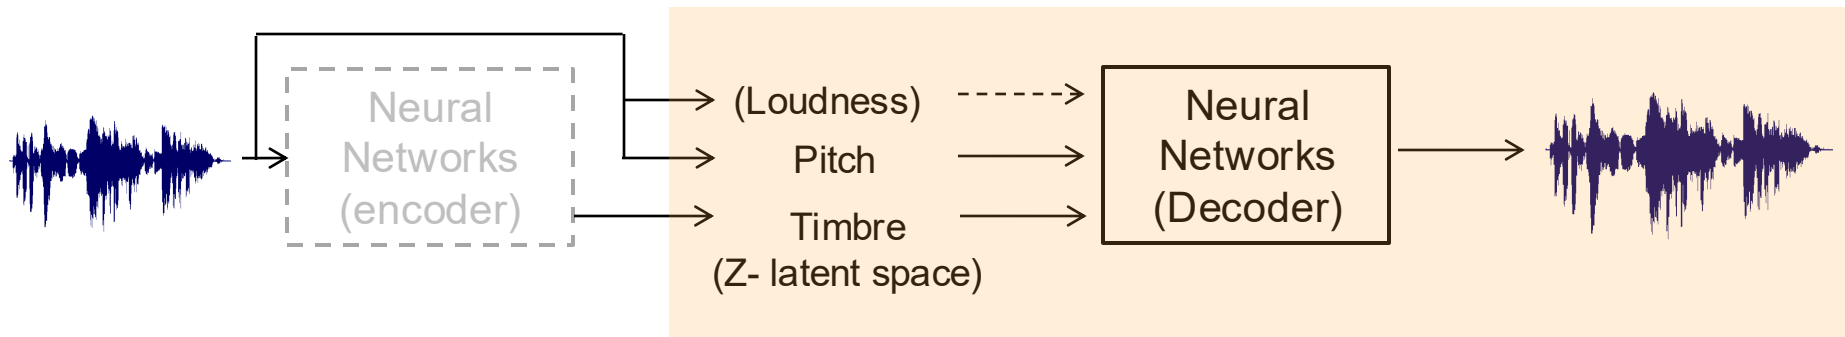 Neural
Networks
(encoder)
(Loudness)
Pitch
Timbre
(Z- latent space)
Neural
Networks
(Decoder)